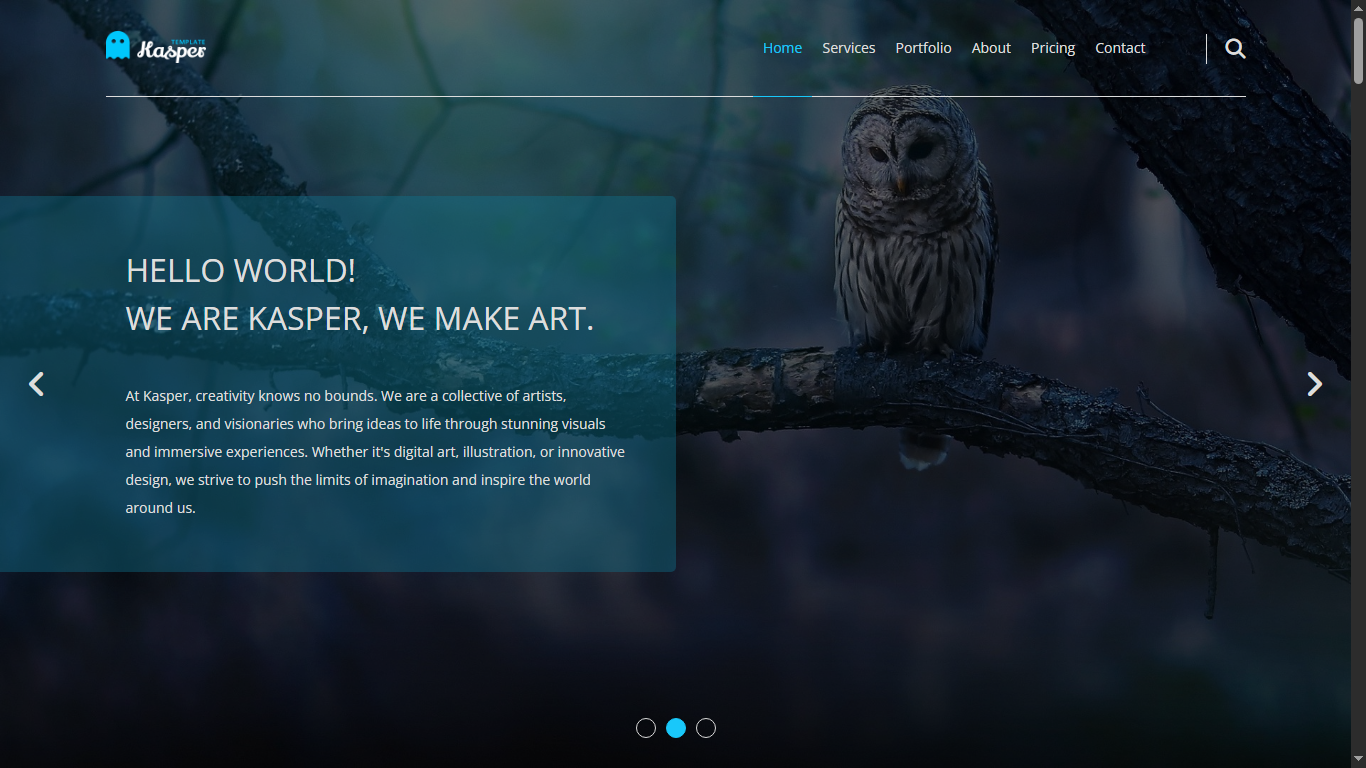 TEMPLATE
Kasper
Home Services Portfolio About Pricing Contact
HELLO WORLD!
WE ARE KASPER, WE MAKE ART.
At Kasper, creativity knows no bounds. We are a collective of artists,
designers, and visionaries who bring ideas to life through stunning visuals
and immersive experiences. Whether it's digital art, illustration, or innovative
design, we strive to push the limits of imagination and inspire the world
around us.